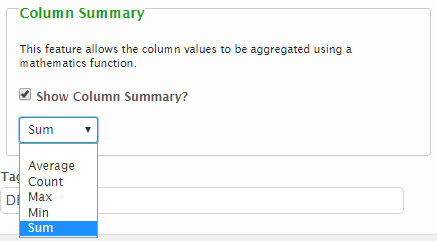 Column Summary
This feature allows the column values to be aggregated using a
mathematics function.
Show Column Summary?
Sum
Average
Count
Max
Min
Sum